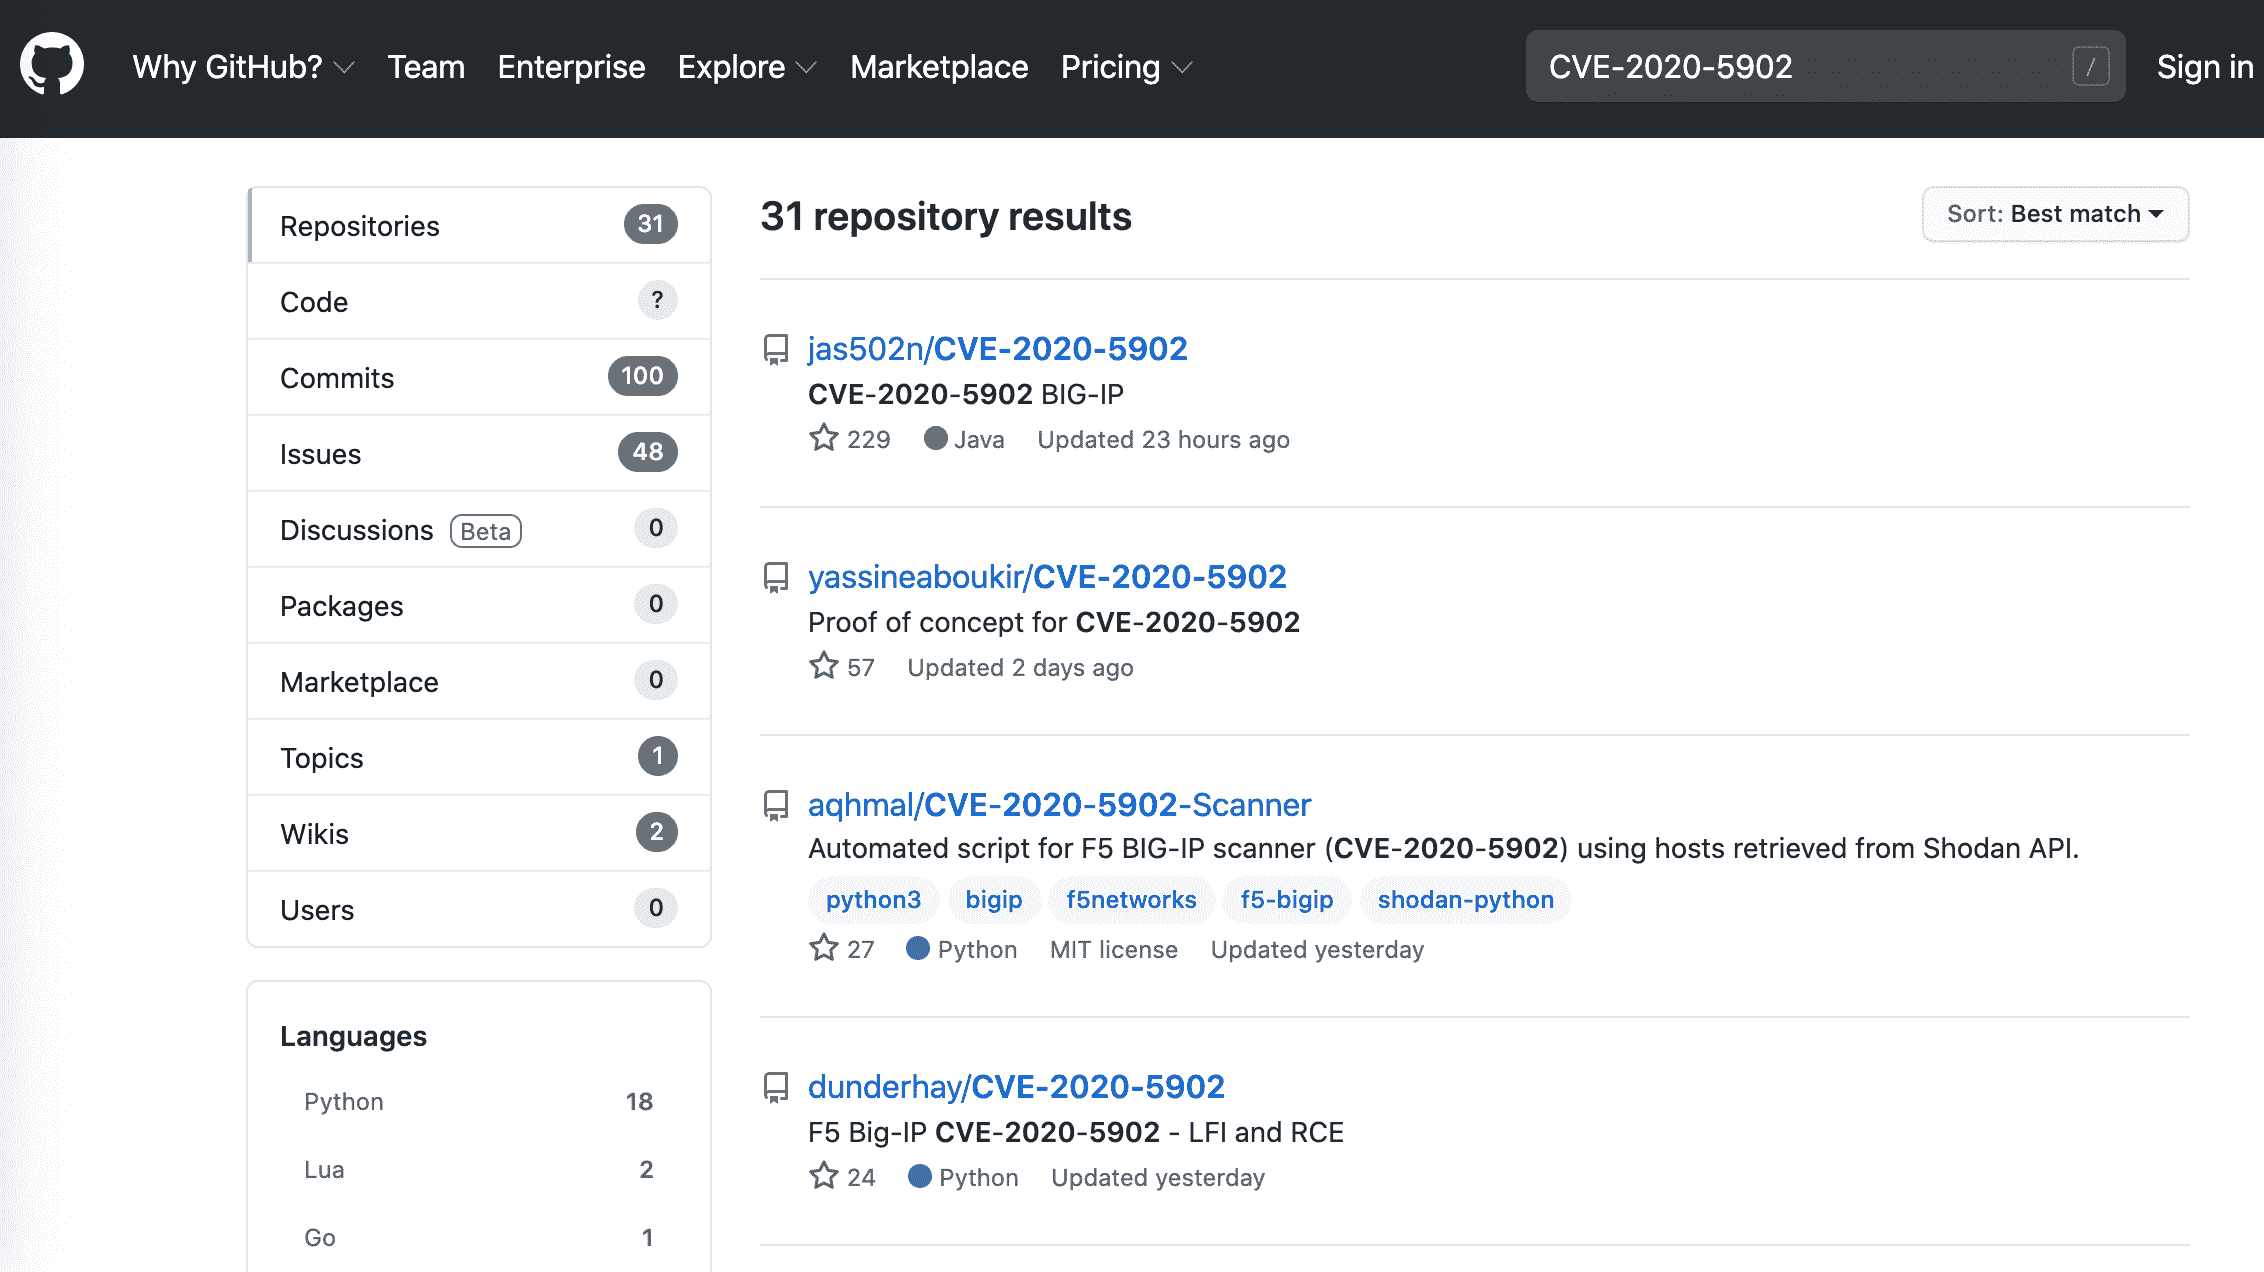 Why GitHub? Team Enterprise Explore Marketplace Pricing CVE-2020-5902 / Sign in
Repositories 31
Code ?
Commits 100
Issues 48
Discussions Beta 0
Packages 0
Marketplace 0
Topics 1
Wikis 2
Users 0
Languages
Python 18
Lua 2
Go 1
31 repository results
Sort: Best match
jas502n/CVE-2020-5902
CVE-2020-5902 BIG-IP
229 Java Updated 23 hours ago
yassineaboukir/CVE-2020-5902
Proof of concept for CVE-2020-5902
57 Updated 2 days ago
aqhmal/CVE-2020-5902-Scanner
Automated script for F5 BIG-IP scanner (CVE-2020-5902) using hosts retrieved from Shodan API.
python3 bigip f5networks f5-bigip shodan-python
27 Python MIT license Updated yesterday
dunderhay/CVE-2020-5902
F5 Big-IP CVE-2020-5902 - LFI and RCE
24 Python Updated yesterday